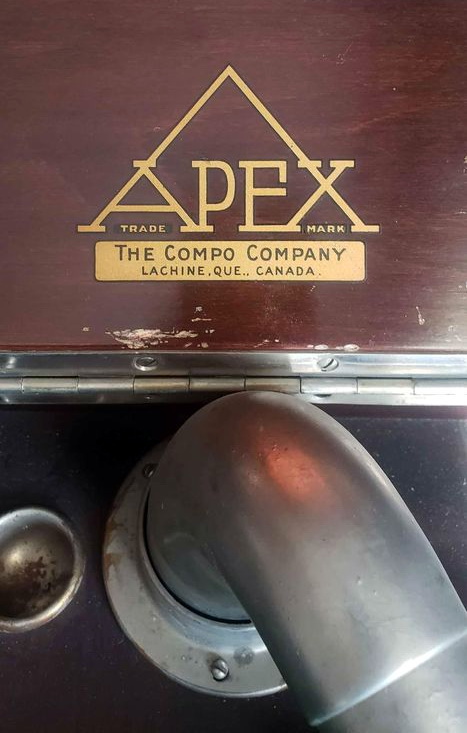 APEX
TRADE MARK
THE COMPO COMPANY
LACHINE, QUE., CANADA.